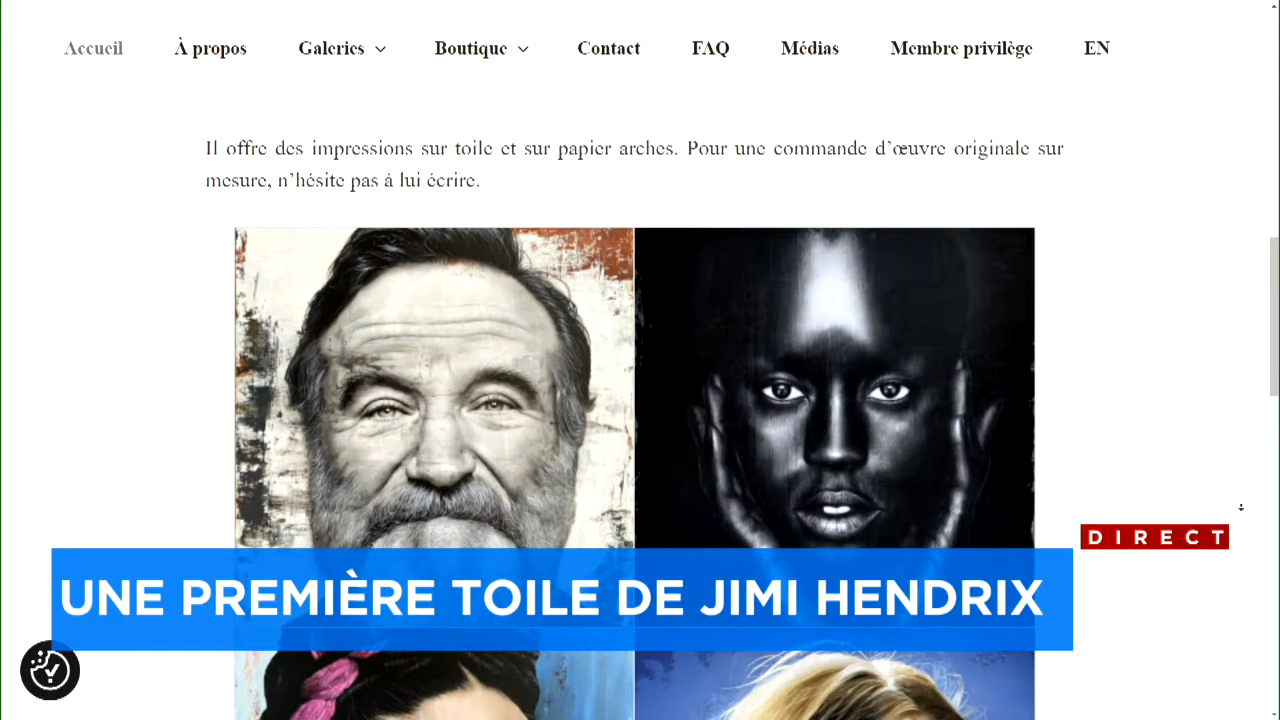 Accueil À propos Galeries Boutique Contact FAQ Médias Membre privilège EN
Il offre des impressions sur toile et sur papier arches. Pour une commande d’œuvre originale sur
mesure, n’hésite pas à lui écrire.
DIRECT
UNE PREMIÈRE TOILE DE JIMI HENDRIX